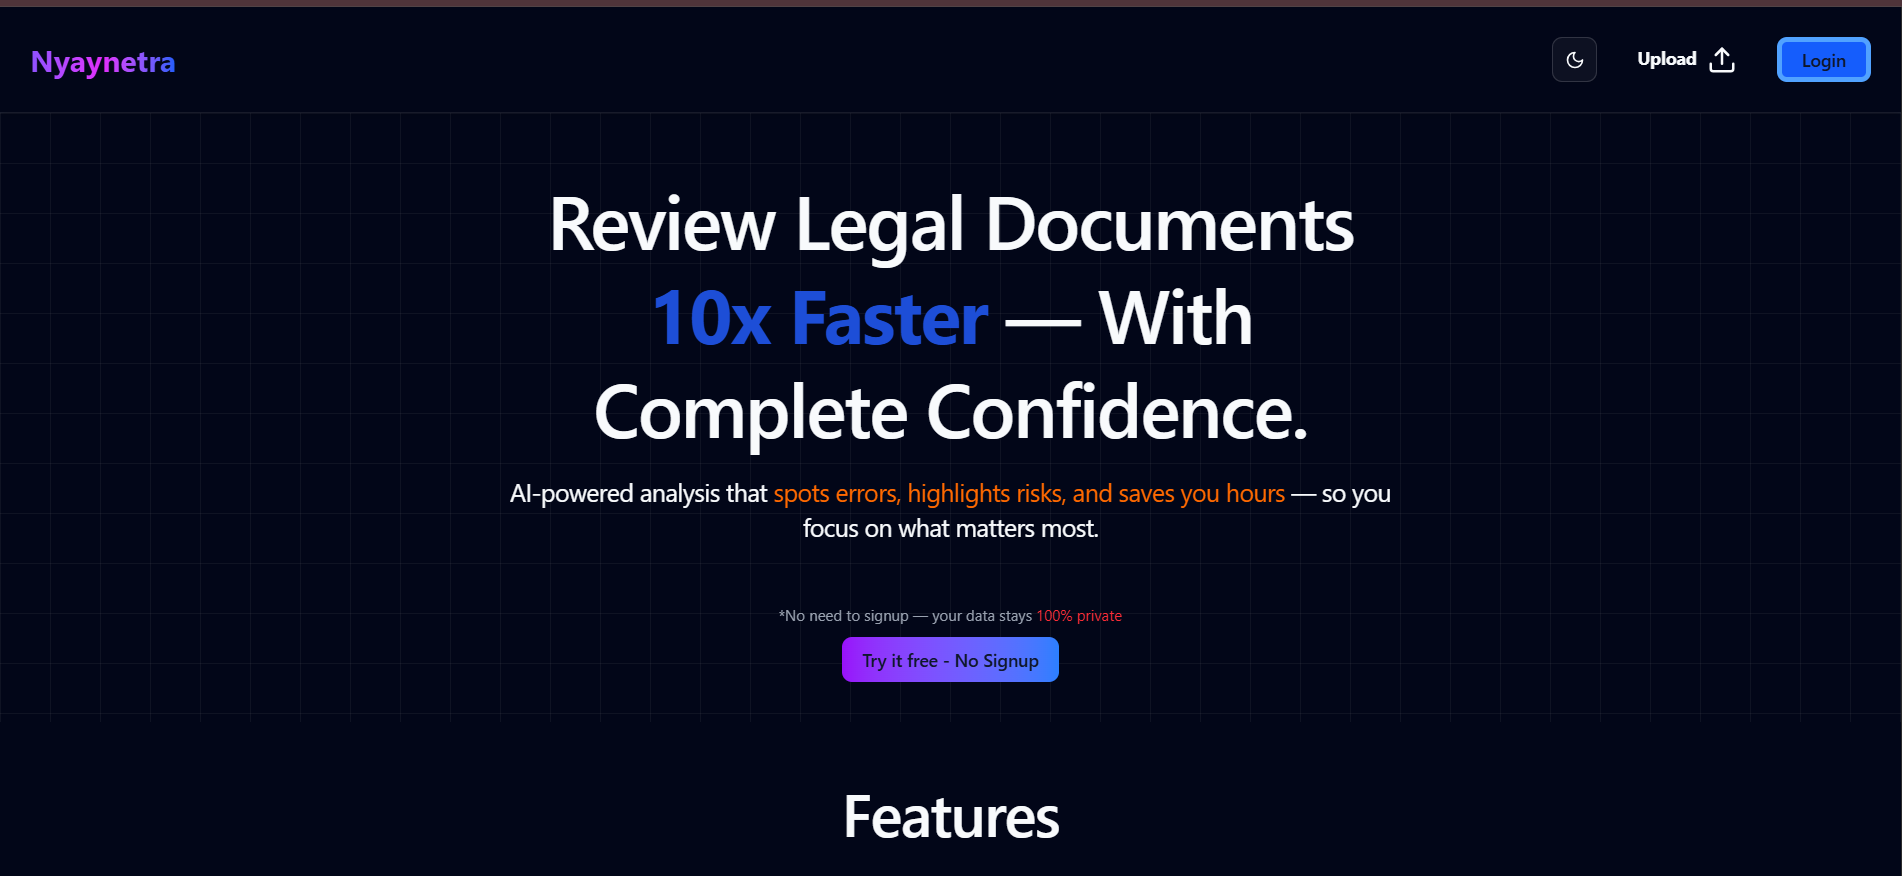 Nyaynetra
Upload
Login
Review Legal Documents
10x Faster — With
Complete Confidence.
AI-powered analysis that spots errors, highlights risks, and saves you hours — so you
focus on what matters most.
*No need to signup — your data stays 100% private
Try it free - No Signup
Features